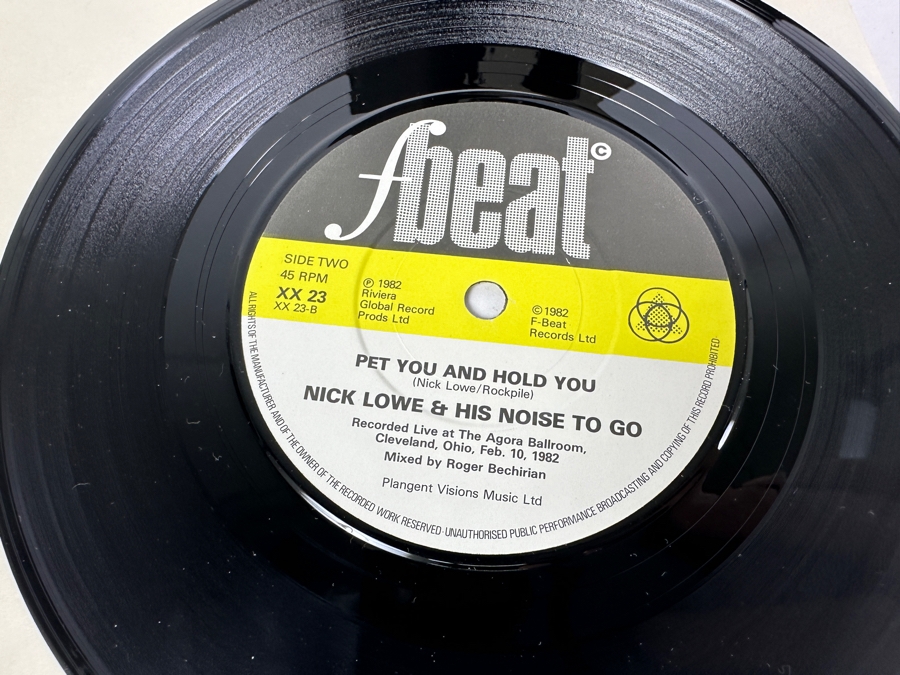 fbeat©
SIDE TWO
45 RPM
XX 23
XX 23-B
℗ 1982
Riviera
Global Record
Prods Ltd
©1982
F-Beat
Records Ltd
PET YOU AND HOLD YOU
(Nick Lowe/Rockpile)
NICK LOWE & HIS NOISE TO GO
Recorded Live at The Agora Ballroom,
Cleveland, Ohio, Feb. 10, 1982
Mixed by Roger Bechirian
Plangent Visions Music Ltd
ALL RIGHTS OF THE MANUFACTURER AND OF THE OWNER OF THE RECORDED WORK RESERVED·UNAUTHORISED PUBLIC PERFORMANCE BROADCASTING AND COPYING OF THIS RECORD PROHIBITED·